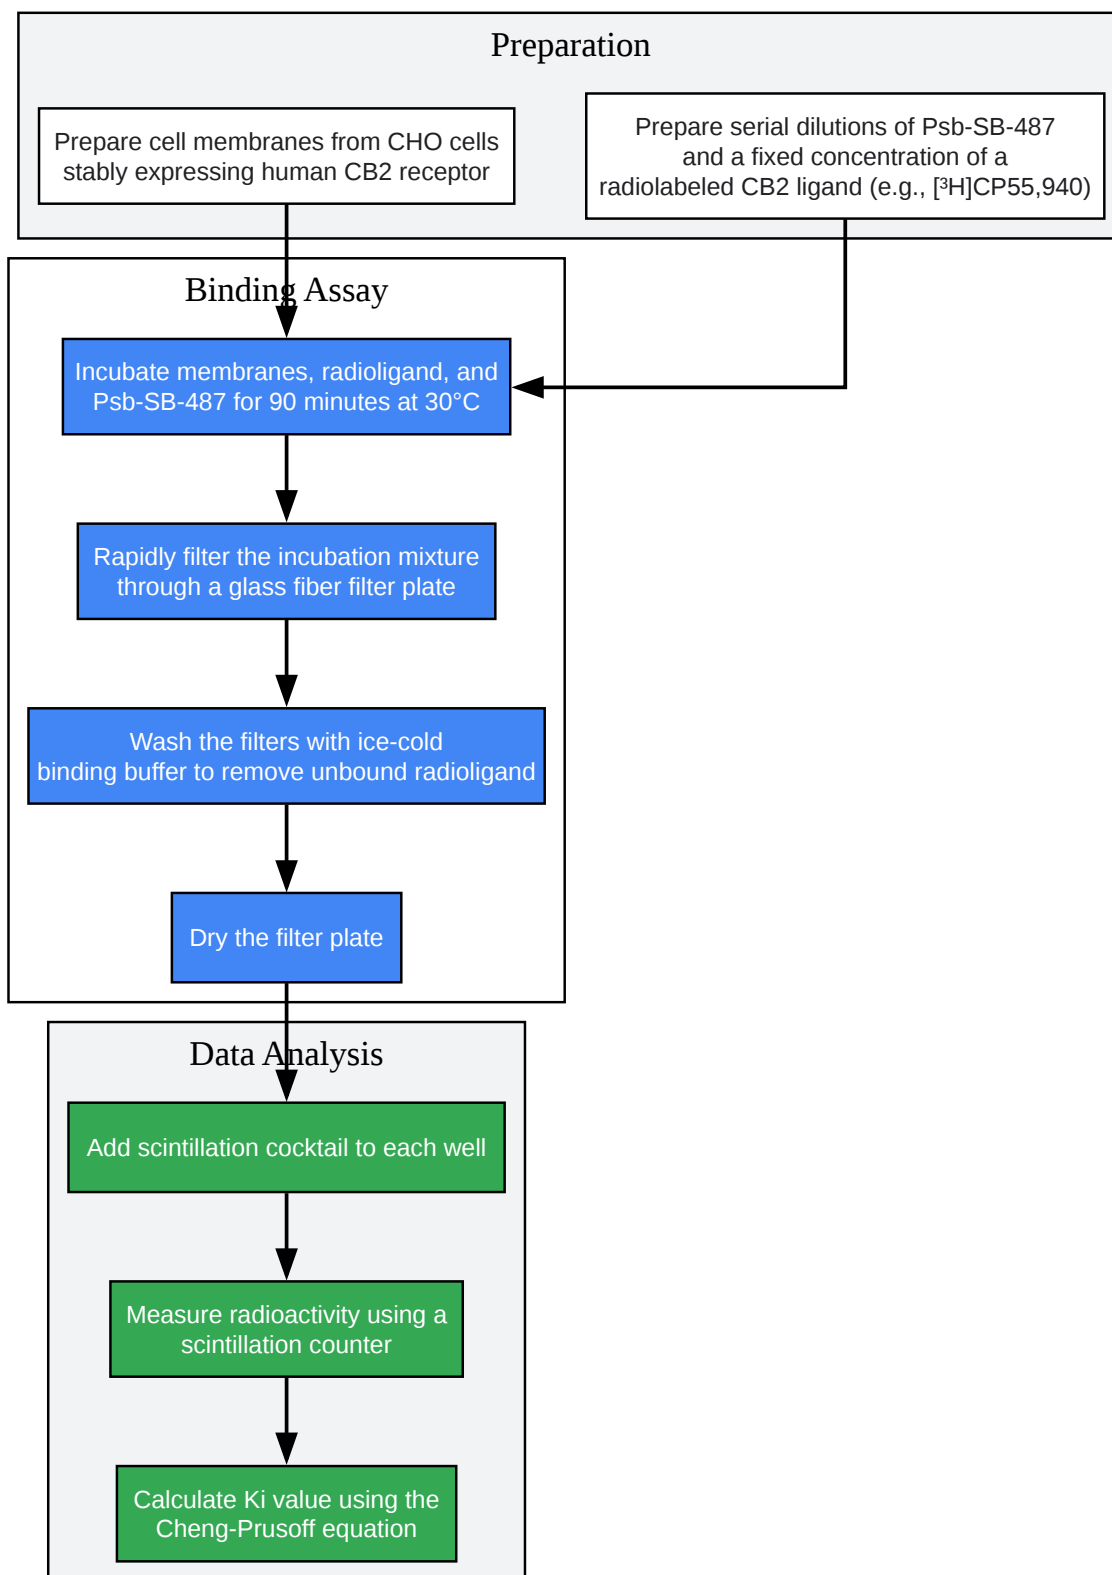 Preparation
Prepare cell membranes from CHO cells
stably expressing human CB2 receptor
Prepare serial dilutions of Psb-SB-487
and a fixed concentration of a
radiolabeled CB2 ligand (e.g., [³H]CP55,940)
Binding Assay
Incubate membranes, radioligand, and
Psb-SB-487 for 90 minutes at 30°C
Rapidly filter the incubation mixture
through a glass fiber filter plate
Wash the filters with ice-cold
binding buffer to remove unbound radioligand
Dry the filter plate
Data Analysis
Add scintillation cocktail to each well
Measure radioactivity using a
scintillation counter
Calculate Ki value using the
Cheng-Prusoff equation